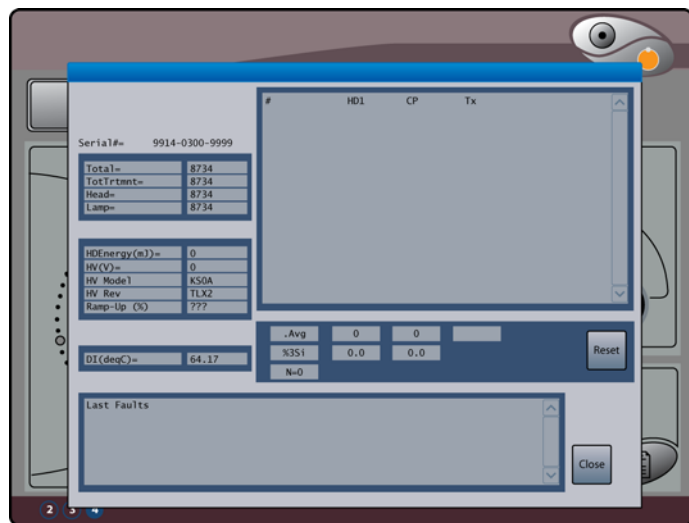 # HD1 CP Tx
Serial#= 9914-0300-9999
Total= 8734
TotTrtmnt= 8734
Head= 8734
Lamp= 8734
HDEnergy(mJ)= 0
HV(V)= 0
HV Model KS0A
HV Rev TLX2
Ramp-Up (%) ???
DI(deqC)= 64.17
.Avg 0 0
%3Si 0.0 0.0
N=0
Reset
Last Faults
Close
2 3 4